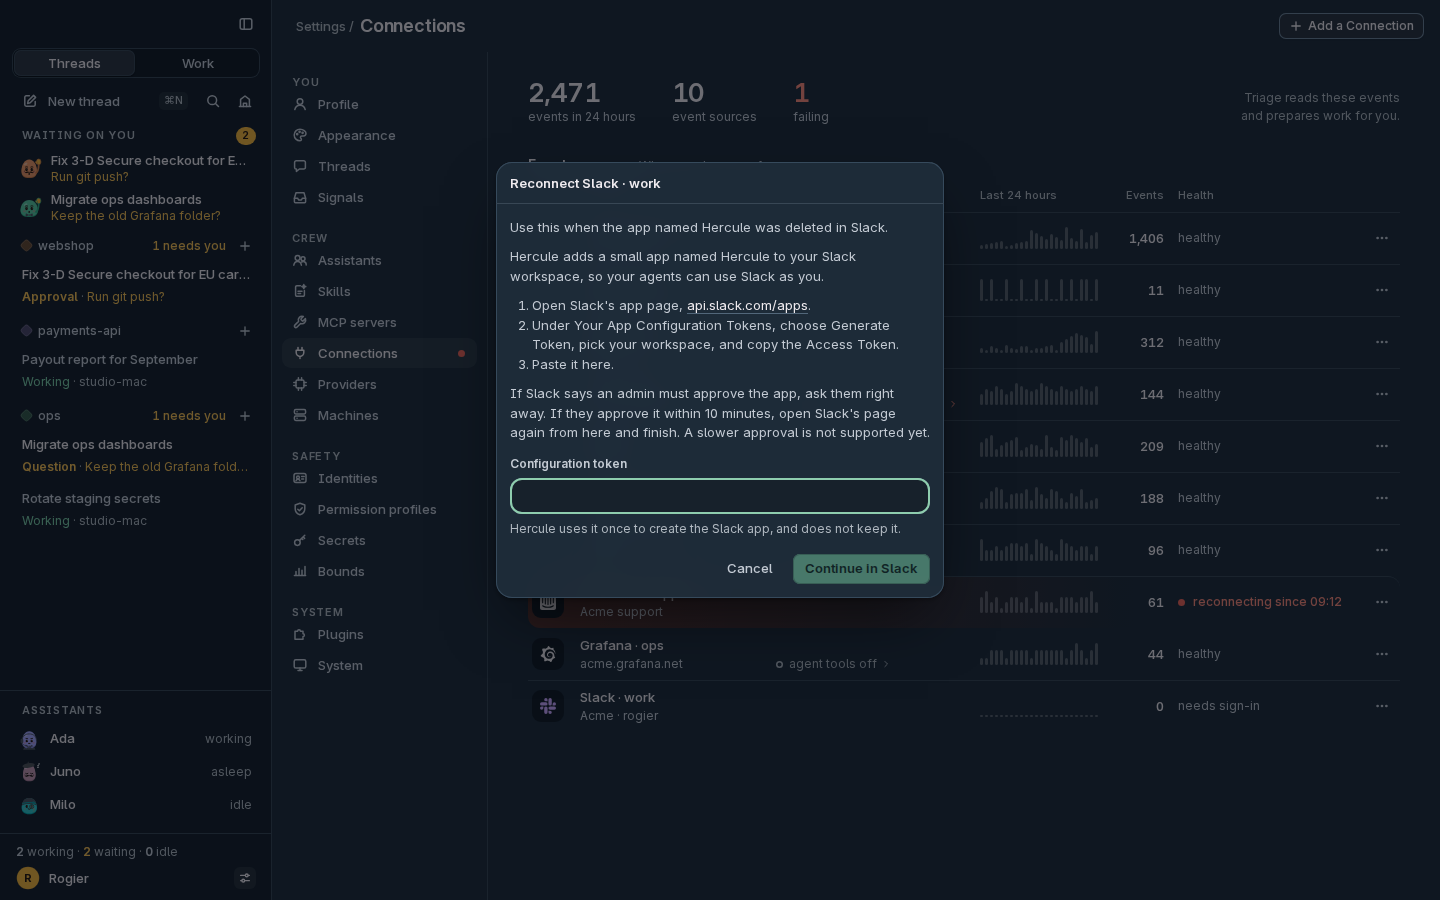 Settings / Connections
Add a Connection
Threads
Work
New thread
⌘N
WAITING ON YOU
2
Fix 3-D Secure checkout for E...
Run git push?
Migrate ops dashboards
Keep the old Grafana folder?
webshop
1 needs you
Fix 3-D Secure checkout for EU car...
Approval · Run git push?
payments-api
Payout report for September
Working · studio-mac
ops
1 needs you
Migrate ops dashboards
Question · Keep the old Grafana fold...
Rotate staging secrets
Working · studio-mac
ASSISTANTS
Ada
working
Juno
asleep
Milo
idle
2 working · 2 waiting · 0 idle
R
Rogier
YOU
Profile
Appearance
Threads
Signals
CREW
Assistants
Skills
MCP servers
Connections
Providers
Machines
SAFETY
Identities
Permission profiles
Secrets
Bounds
SYSTEM
Plugins
System
2,471
events in 24 hours
10
event sources
1
failing
Triage reads these events
and prepares work for you.
Last 24 hours
Events
Health
1,406
healthy
11
healthy
312
healthy
144
healthy
209
healthy
188
healthy
96
healthy
Acme support
61
reconnecting since 09:12
Grafana · ops
acme.grafana.net
agent tools off
44
healthy
Slack · work
Acme · rogier
0
needs sign-in
Reconnect Slack · work
Use this when the app named Hercule was deleted in Slack.
Hercule adds a small app named Hercule to your Slack
workspace, so your agents can use Slack as you.
1. Open Slack's app page, api.slack.com/apps.
2. Under Your App Configuration Tokens, choose Generate
Token, pick your workspace, and copy the Access Token.
3. Paste it here.
If Slack says an admin must approve the app, ask them right
away. If they approve it within 10 minutes, open Slack's page
again from here and finish. A slower approval is not supported yet.
Configuration token
Hercule uses it once to create the Slack app, and does not keep it.
Cancel
Continue in Slack